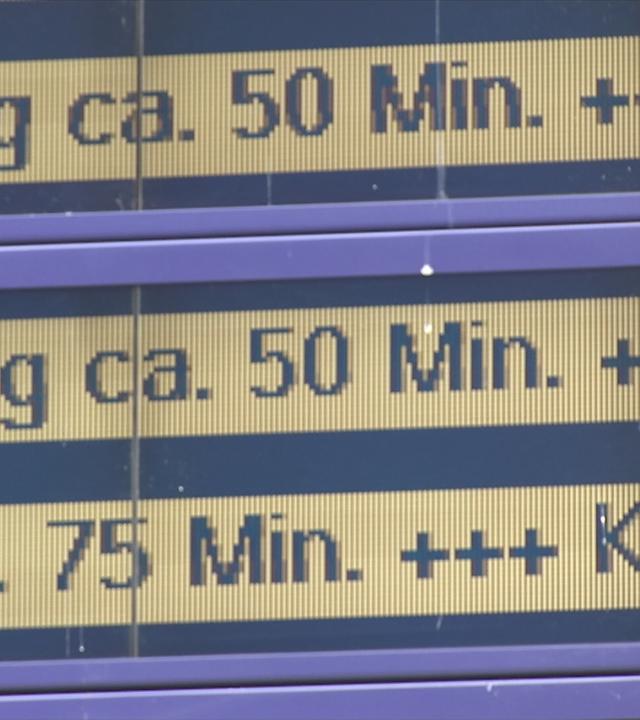 g ca. 50 Min. +
g ca. 50 Min. +
. 75 Min. +++ K